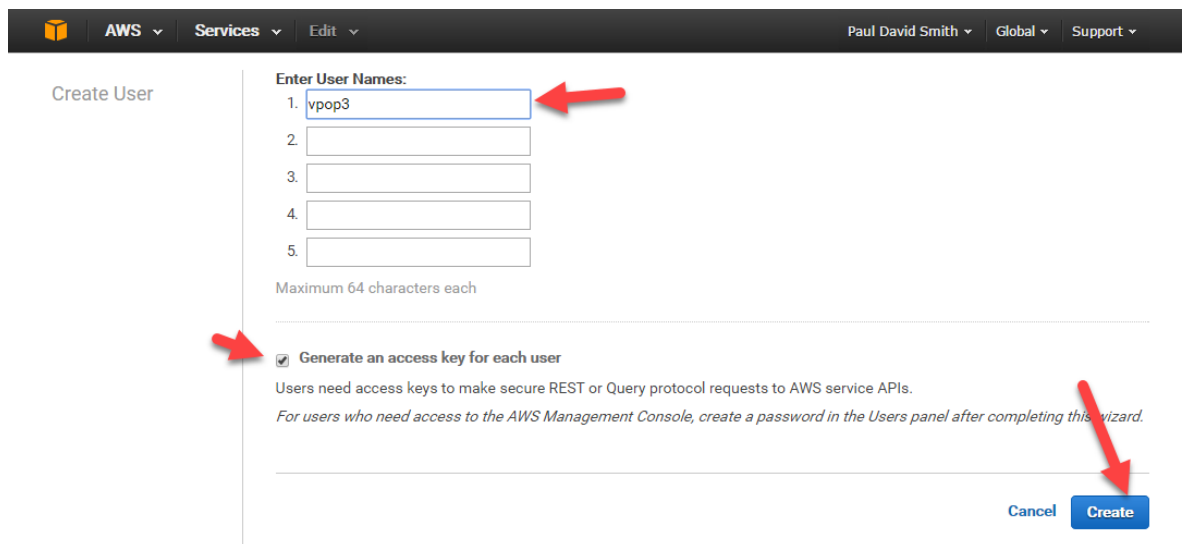 AWS Services Edit Paul David Smith Global Support
Create User
Enter User Names:
1. vpop3
2.
3.
4.
5.
Maximum 64 characters each
Generate an access key for each user
Users need access keys to make secure REST or Query protocol requests to AWS service APIs.
For users who need access to the AWS Management Console, create a password in the Users panel after completing this wizard.
Cancel Create